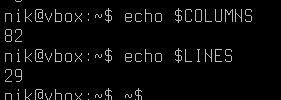 nik@vbox:~$ echo $COLUMNS
82
nik@vbox:~$ echo $LINES
29
nik@vbox:~$ ~$